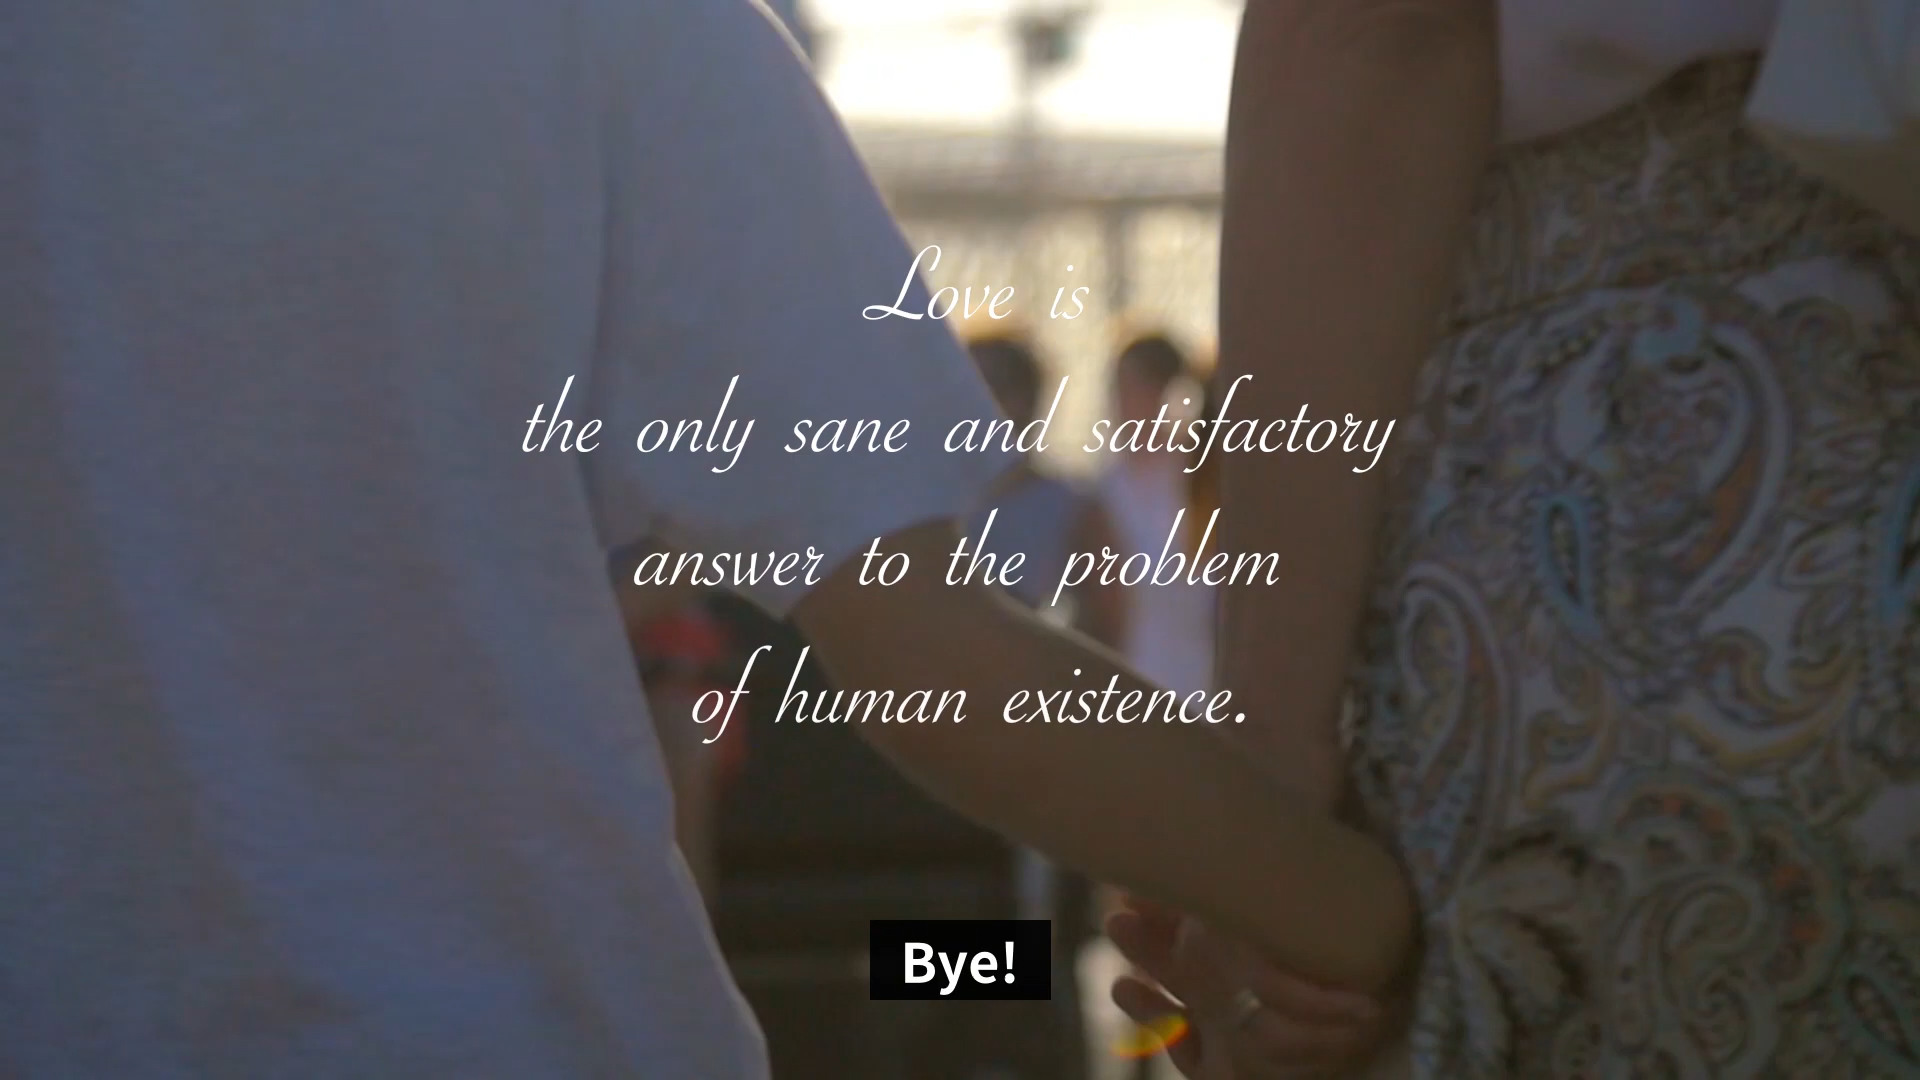 Love is
the only sane and satisfactory
answer to the problem
of human existence.
Bye!